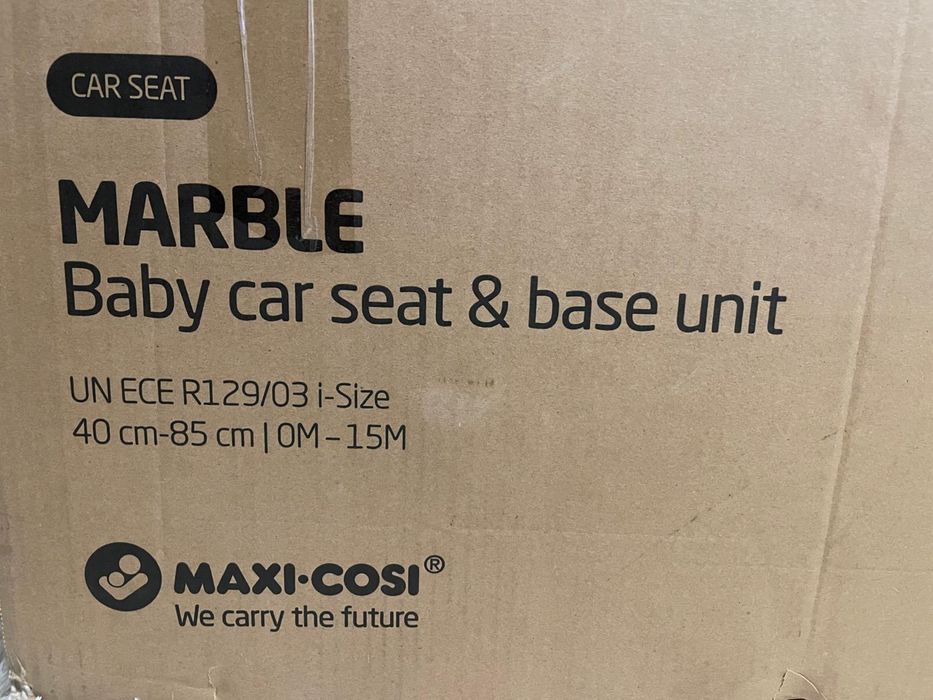 CAR SEAT
MARBLE
Baby car seat & base unit
UN ECE R129/03 i-Size
40 cm-85 cm | 0M – 15M
MAXI•COSI®
We carry the future